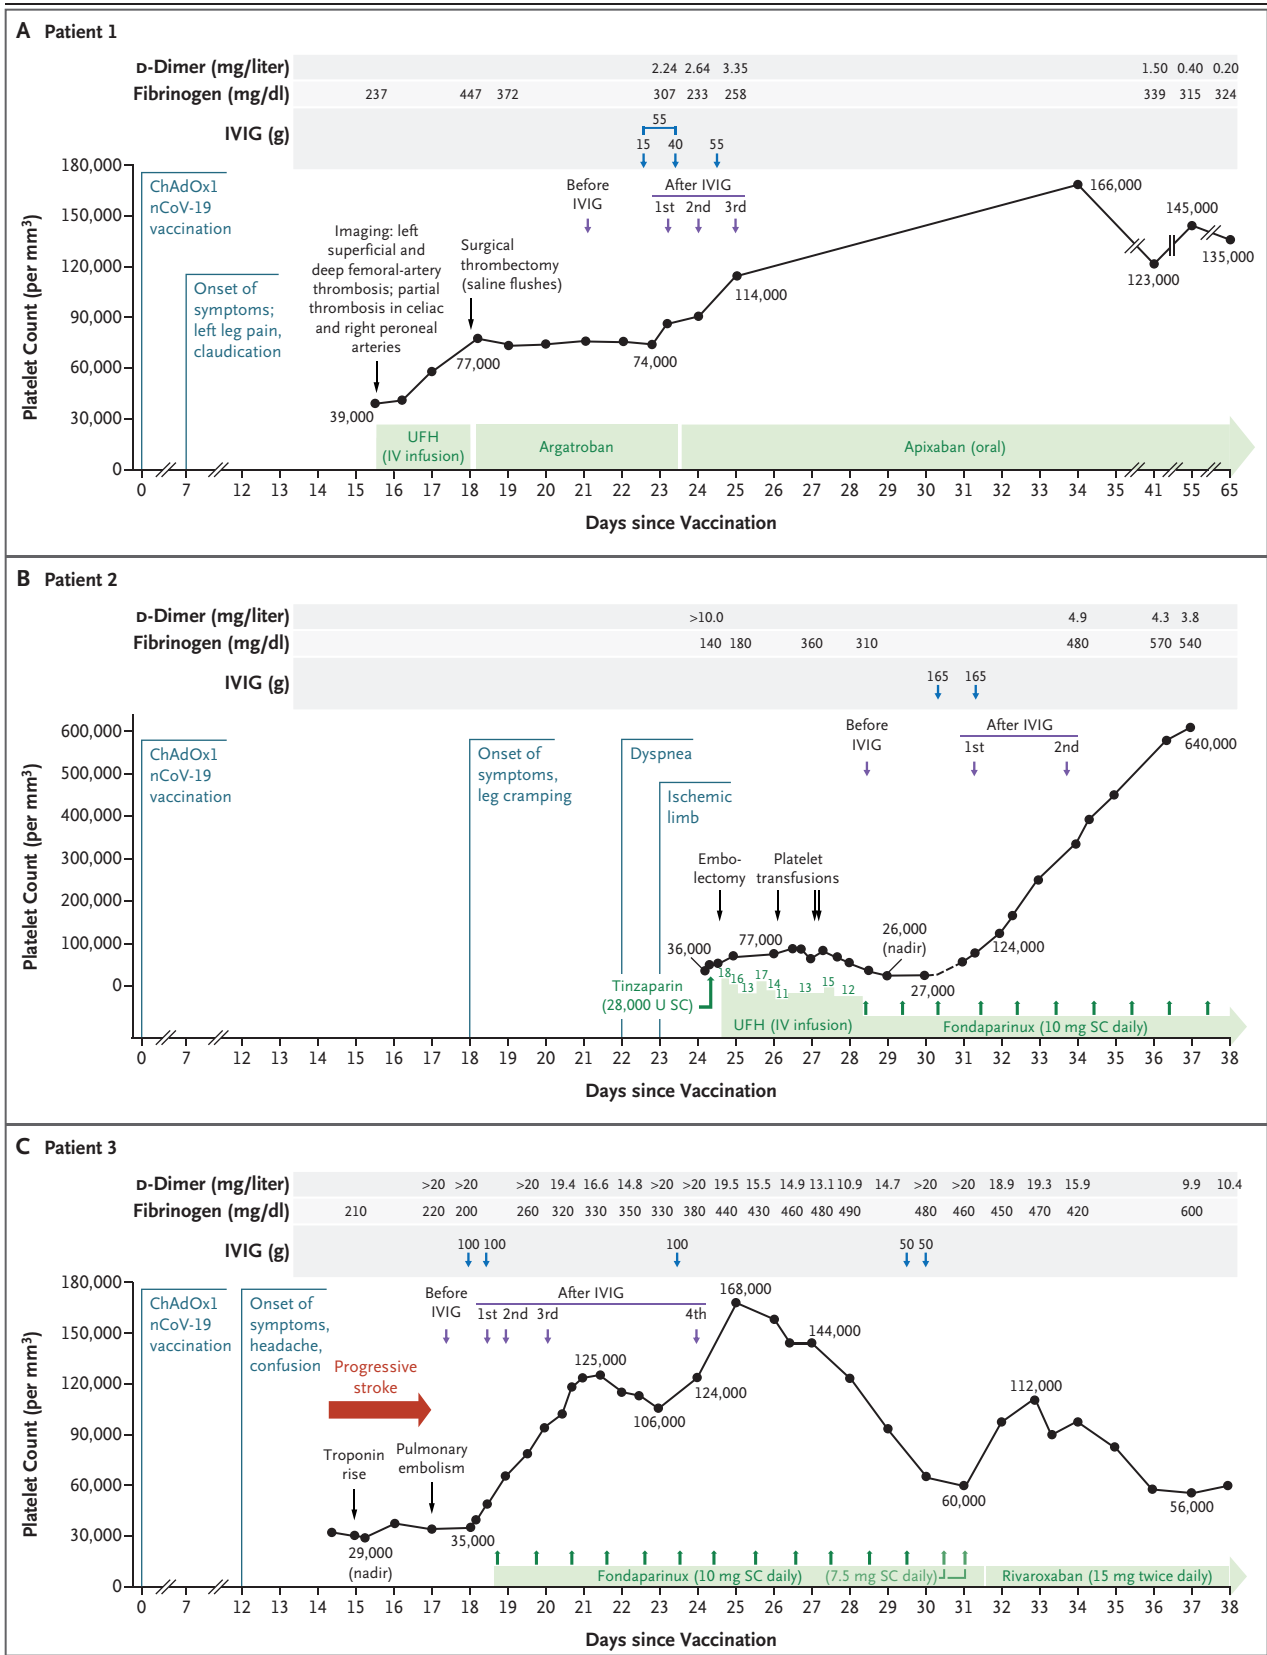 A Patient 1
D-Dimer (mg/liter) 2.24 2.64 3.35 1.50 0.40 0.20
Fibrinogen (mg/dl) 237 447 372 307 233 258 339 315 324
IVIG (g) 55
15 40 55
Platelet Count (per mm³)
180,000
150,000
120,000
90,000
60,000
30,000
0
ChAdOx1
nCoV-19
vaccination
Onset of
symptoms;
left leg pain,
claudication
Imaging: left
superficial and
deep femoral-artery
thrombosis; partial
thrombosis in celiac
and right peroneal
arteries
Surgical
thrombectomy
(saline flushes)
Before
IVIG
After IVIG
1st 2nd 3rd
39,000
77,000
74,000
114,000
166,000
123,000
145,000
135,000
UFH
(IV infusion)
Argatroban
Apixaban (oral)
0 7 12 13 14 15 16 17 18 19 20 21 22 23 24 25 26 27 28 29 30 31 32 33 34 35 41 55 65
Days since Vaccination
B Patient 2
D-Dimer (mg/liter) >10.0 4.9 4.3 3.8
Fibrinogen (mg/dl) 140 180 360 310 480 570 540
IVIG (g) 165 165
Platelet Count (per mm³)
600,000
500,000
400,000
300,000
200,000
100,000
0
ChAdOx1
nCoV-19
vaccination
Onset of
symptoms,
leg cramping
Dyspnea
Ischemic
limb
Embo-
lectomy
Platelet
transfusions
Before
IVIG
After IVIG
1st 2nd
36,000
77,000
26,000
(nadir)
27,000
124,000
640,000
Tinzaparin
(28,000 U SC)
18 16 13 17 14 11 13 15 12
UFH (IV infusion)
Fondaparinux (10 mg SC daily)
0 7 12 13 14 15 16 17 18 19 20 21 22 23 24 25 26 27 28 29 30 31 32 33 34 35 36 37 38
Days since Vaccination
C Patient 3
D-Dimer (mg/liter) >20 >20 >20 19.4 16.6 14.8 >20 >20 19.5 15.5 14.9 13.1 10.9 14.7 >20 >20 18.9 19.3 15.9 9.9 10.4
Fibrinogen (mg/dl) 210 220 200 260 320 330 350 330 380 440 430 460 480 490 480 460 450 470 420 600
IVIG (g) 100 100 100 50 50
Platelet Count (per mm³)
180,000
150,000
120,000
90,000
60,000
30,000
0
ChAdOx1
nCoV-19
vaccination
Onset of
symptoms,
headache,
confusion
Progressive
stroke
Troponin
rise
Pulmonary
embolism
Before
IVIG
After IVIG
1st 2nd 3rd 4th
29,000
(nadir)
35,000
125,000
106,000
124,000
168,000
144,000
60,000
112,000
56,000
Fondaparinux (10 mg SC daily)
(7.5 mg SC daily)
Rivaroxaban (15 mg twice daily)
0 7 12 13 14 15 16 17 18 19 20 21 22 23 24 25 26 27 28 29 30 31 32 33 34 35 36 37 38
Days since Vaccination